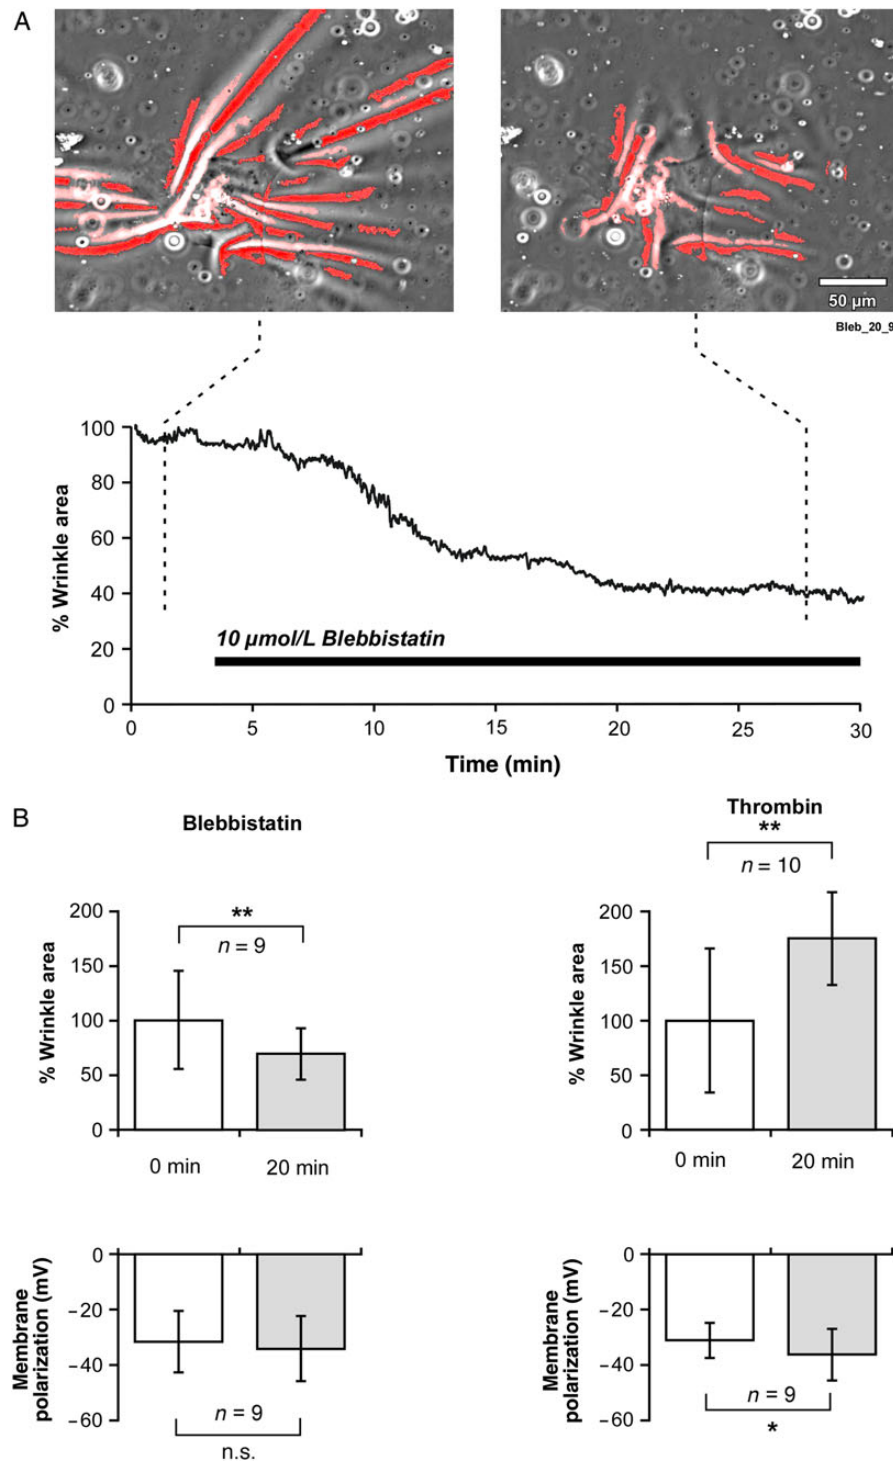 A
50 µm
Bleb_20_9
100
80
60
40
20
0
% Wrinkle area
10 µmol/L Blebbistatin
0 5 10 15 20 25 30
Time (min)
B
Blebbistatin
**
n = 9
200
150
100
50
0
% Wrinkle area
0 min 20 min
Thrombin
**
n = 10
200
150
100
50
0
% Wrinkle area
0 min 20 min
0
−20
−40
−60
Membrane
polarization (mV)
n = 9
n.s.
0
−20
−40
−60
Membrane
polarization (mV)
n = 9
*